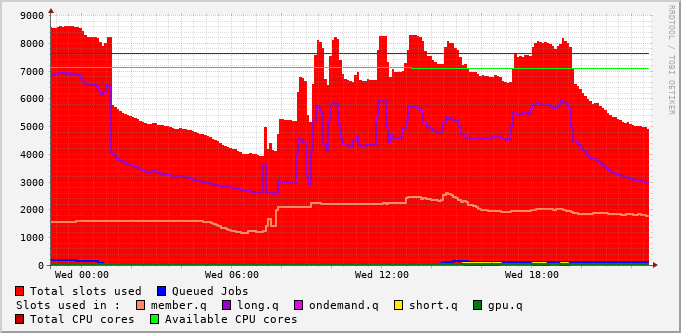 9000
8000
7000
6000
5000
4000
3000
2000
1000
0
Wed 00:00 Wed 06:00 Wed 12:00 Wed 18:00
RRDTOOL / TOBI OETIKER
Total slots used Queued Jobs
Slots used in : member.q long.q ondemand.q short.q gpu.q
Total CPU cores Available CPU cores